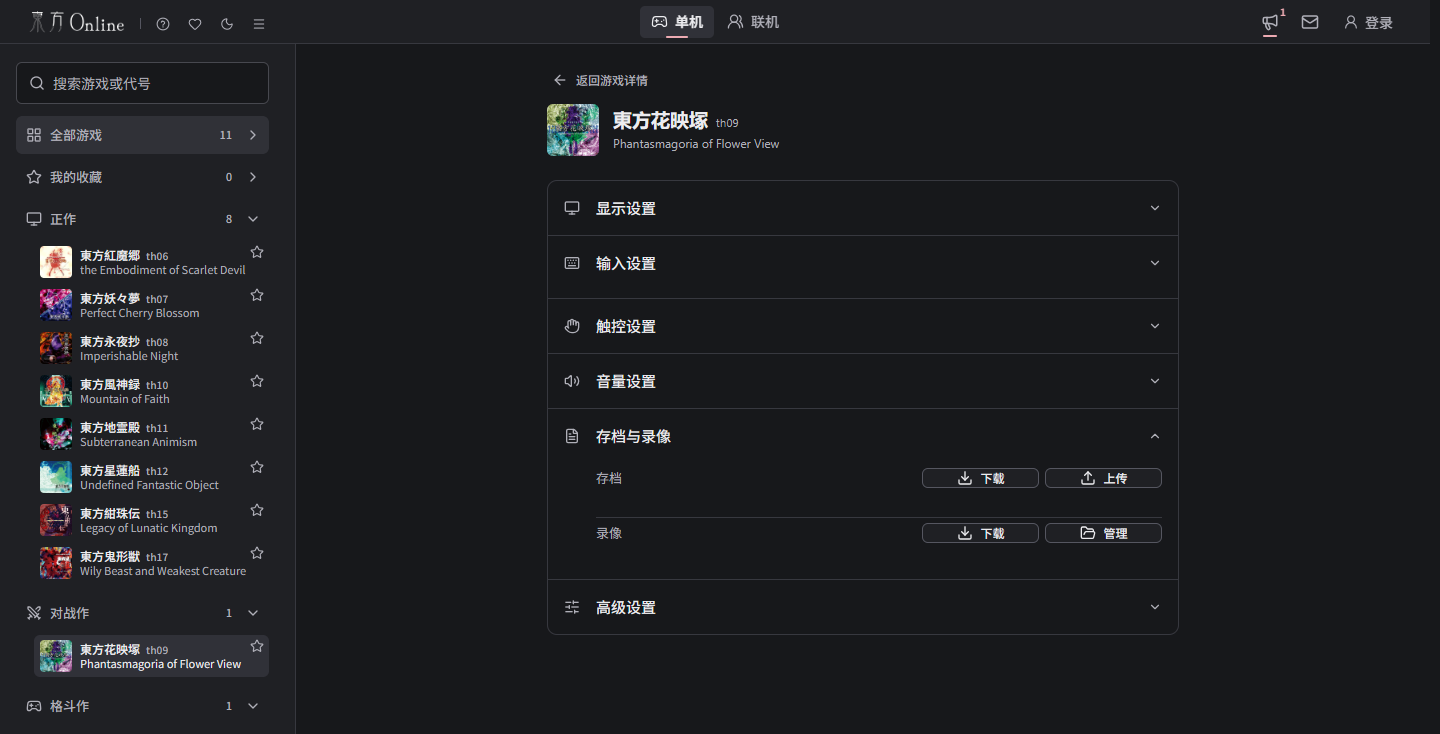 東方Online
单机
联机
1
登录
搜索游戏或代号
全部游戏 11
我的收藏 0
正作 8
東方紅魔郷 th06
the Embodiment of Scarlet Devil
東方妖々夢 th07
Perfect Cherry Blossom
東方永夜抄 th08
Imperishable Night
東方風神録 th10
Mountain of Faith
東方地霊殿 th11
Subterranean Animism
東方星蓮船 th12
Undefined Fantastic Object
東方紺珠伝 th15
Legacy of Lunatic Kingdom
東方鬼形獣 th17
Wily Beast and Weakest Creature
对战作 1
東方花映塚 th09
Phantasmagoria of Flower View
格斗作 1
返回游戏详情
東方花映塚 th09
Phantasmagoria of Flower View
显示设置
输入设置
触控设置
音量设置
存档与录像
存档 下载 上传
录像 下载 管理
高级设置